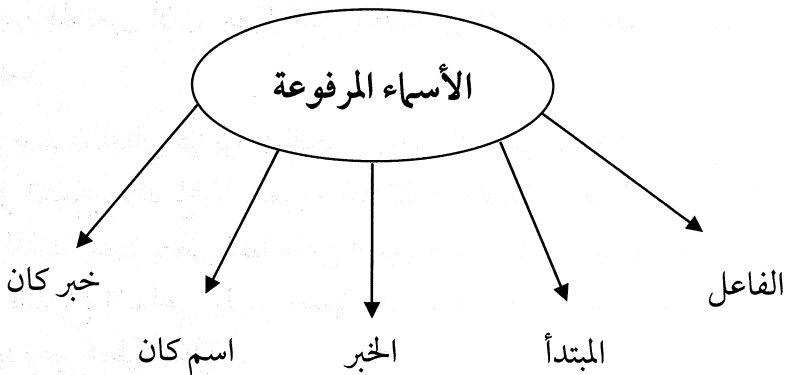 الأسماء المرفوعة
الفاعل
المبتدأ
الخبر
اسم كان
خبر كان